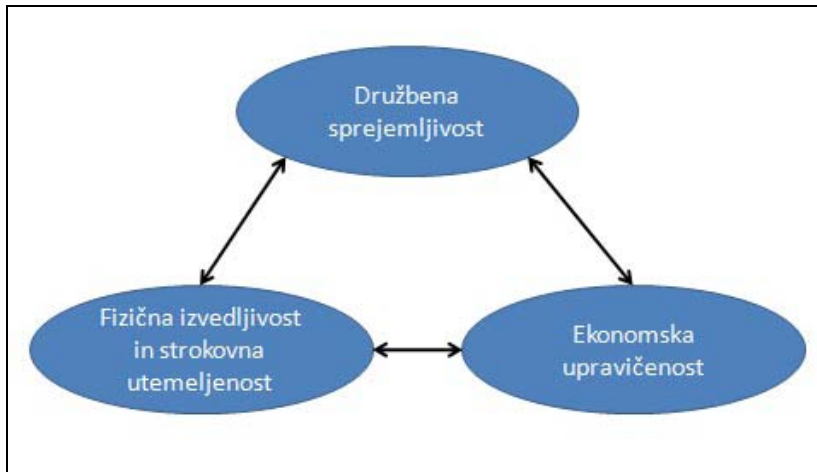 Družbena
sprejemljivost
Fizična izvedljivost
in strokovna
utemeljenost
Ekonomska
upravičenost